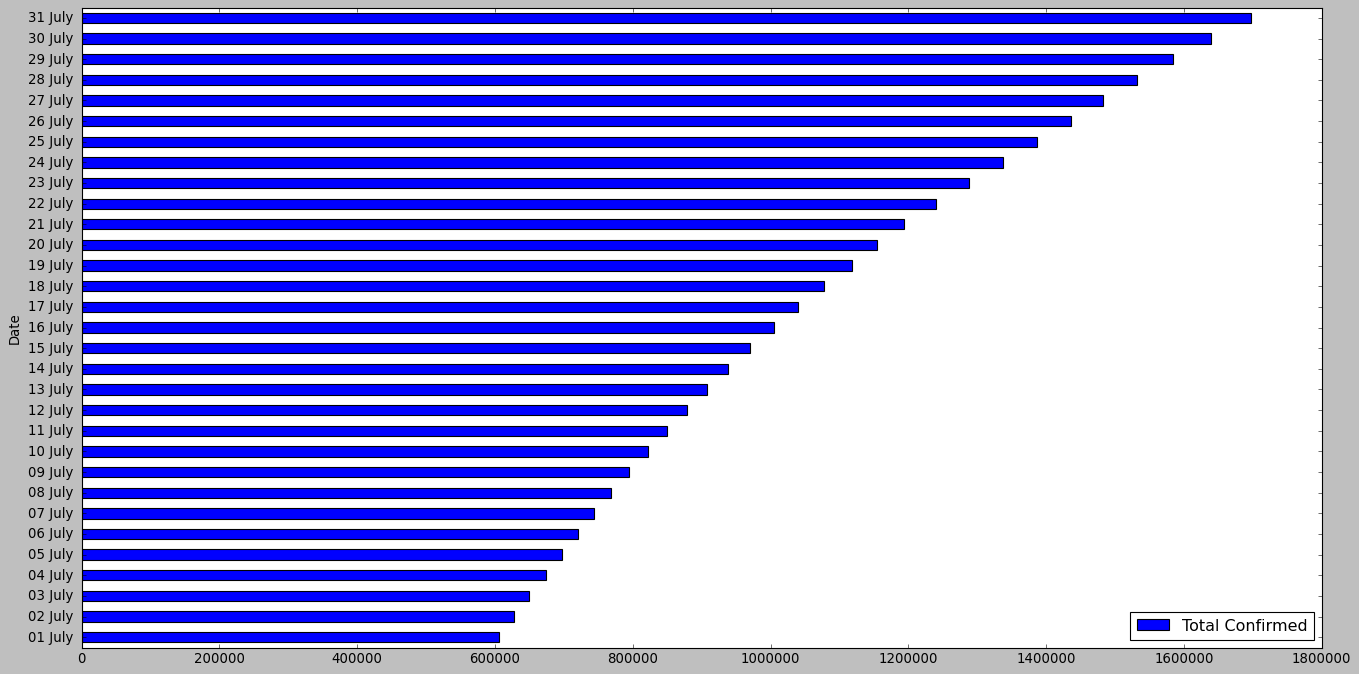 31 July
30 July
29 July
28 July
27 July
26 July
25 July
24 July
23 July
22 July
21 July
20 July
19 July
18 July
17 July
16 July
15 July
14 July
13 July
12 July
11 July
10 July
09 July
08 July
07 July
06 July
05 July
04 July
03 July
02 July
01 July
Date
Total Confirmed
0 200000 400000 600000 800000 1000000 1200000 1400000 1600000 1800000